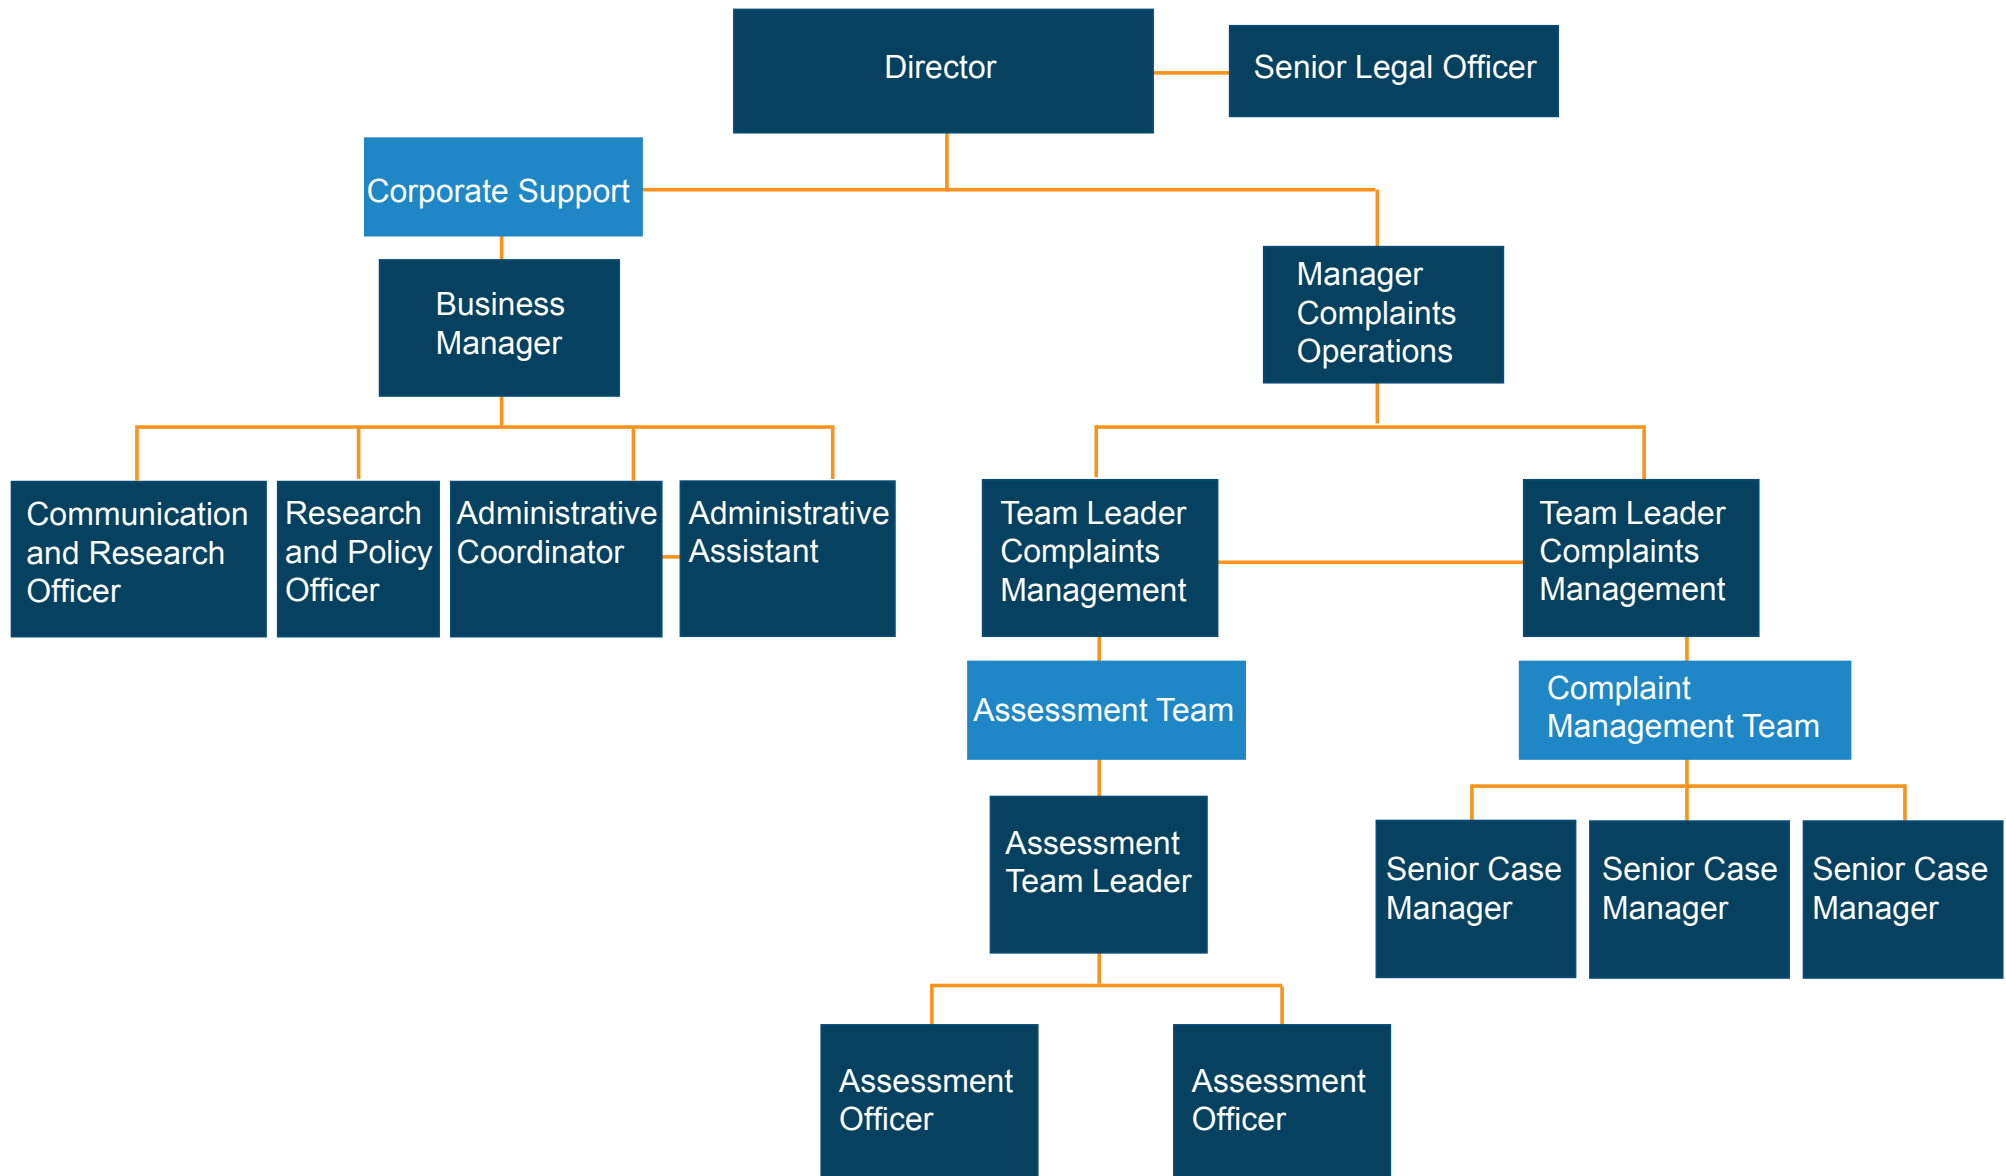 Director
Senior Legal Officer
Corporate Support
Business
Manager
Manager
Complaints
Operations
Communication
and Research
Officer
Research
and Policy
Officer
Administrative
Coordinator
Administrative
Assistant
Team Leader
Complaints
Management
Team Leader
Complaints
Management
Assessment Team
Complaint
Management Team
Assessment
Team Leader
Senior Case
Manager
Senior Case
Manager
Senior Case
Manager
Assessment
Officer
Assessment
Officer